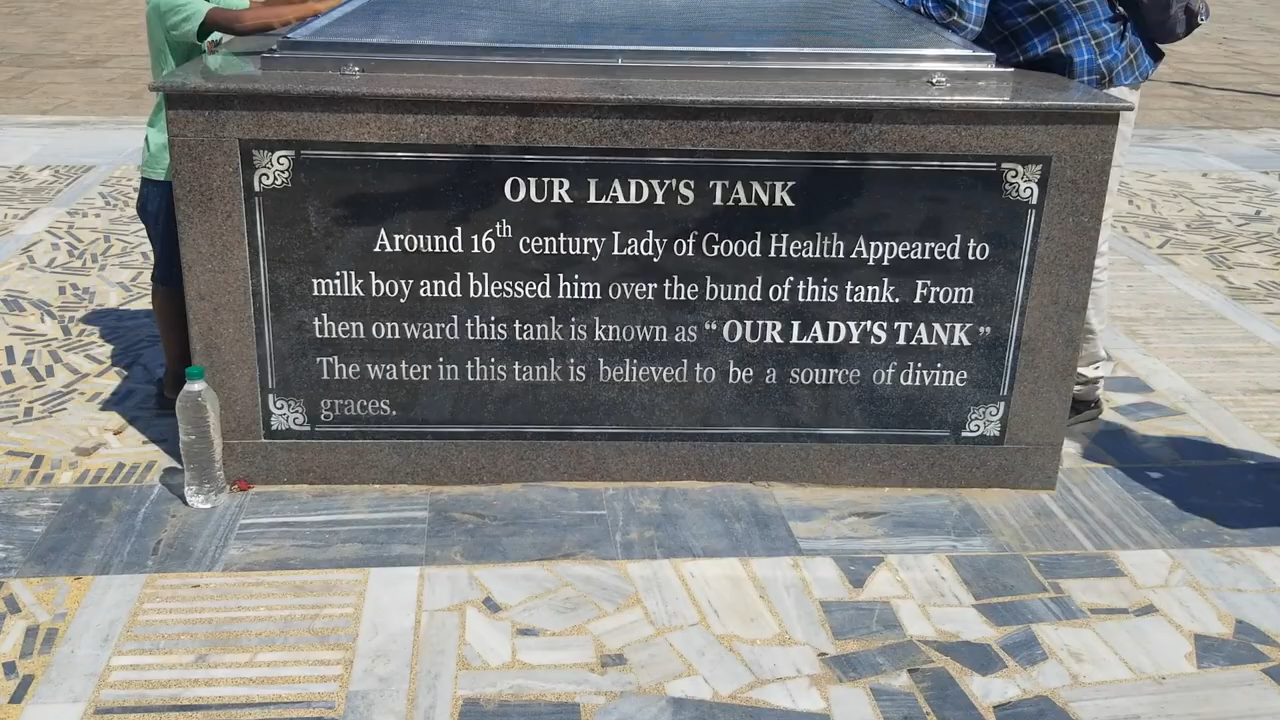 OUR LADY'S TANK
Around 16th century Lady of Good Health Appeared to
milk boy and blessed him over the bund of this tank. From
then onward this tank is known as “ OUR LADY'S TANK ”
The water in this tank is believed to be a source of divine
graces.